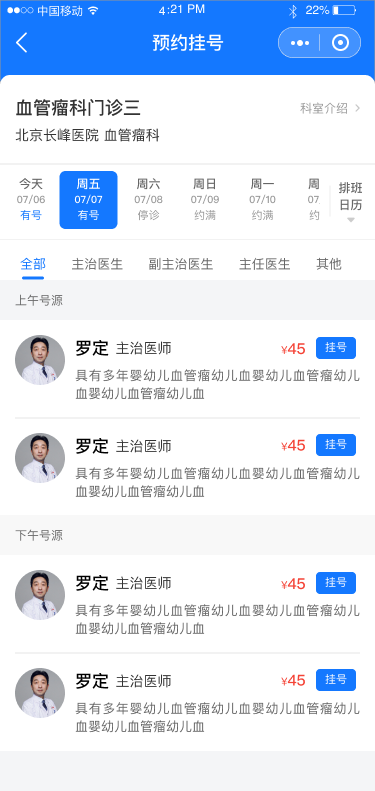 中国移动 4:21 PM 22%
预约挂号
血管瘤科门诊三 科室介绍
北京长峰医院 血管瘤科
今天 周五 周六 周日 周一 周 排班
07/06 07/07 07/08 07/09 07/10 07 日历
有号 有号 停诊 约满 约满 约
全部 主治医生 副主治医生 主任医生 其他
上午号源
罗定 主治医师 ¥45 挂号
具有多年婴幼儿血管瘤幼儿血婴幼儿血管瘤幼儿
血婴幼儿血管瘤幼儿血
罗定 主治医师 ¥45 挂号
具有多年婴幼儿血管瘤幼儿血婴幼儿血管瘤幼儿
血婴幼儿血管瘤幼儿血
下午号源
罗定 主治医师 ¥45 挂号
具有多年婴幼儿血管瘤幼儿血婴幼儿血管瘤幼儿
血婴幼儿血管瘤幼儿血
罗定 主治医师 ¥45 挂号
具有多年婴幼儿血管瘤幼儿血婴幼儿血管瘤幼儿
血婴幼儿血管瘤幼儿血